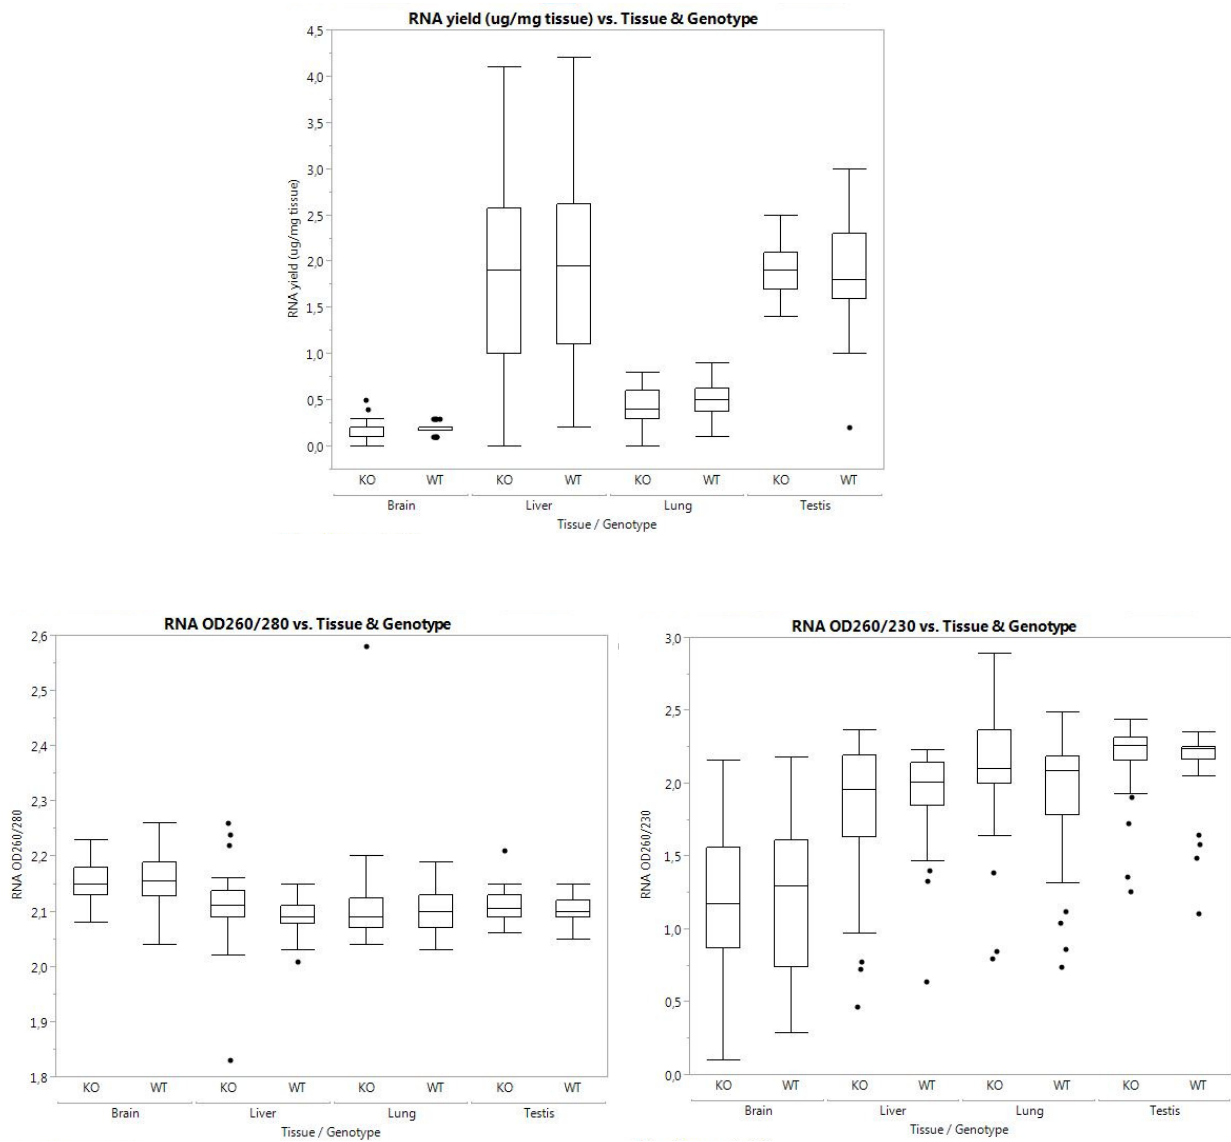 RNA yield (ug/mg tissue) vs. Tissue & Genotype
4,5
4,0
3,5
3,0
2,5
2,0
1,5
1,0
0,5
0,0
RNA yield (ug/mg tissue)
KO WT KO WT KO WT KO WT
Brain Liver Lung Testis
Tissue / Genotype
RNA OD260/280 vs. Tissue & Genotype
2,6
2,5
2,4
2,3
2,2
2,1
2,0
1,9
1,8
RNA OD260/280
KO WT KO WT KO WT KO WT
Brain Liver Lung Testis
Tissue / Genotype
RNA OD260/230 vs. Tissue & Genotype
3,0
2,5
2,0
1,5
1,0
0,5
0,0
RNA OD260/230
KO WT KO WT KO WT KO WT
Brain Liver Lung Testis
Tissue / Genotype